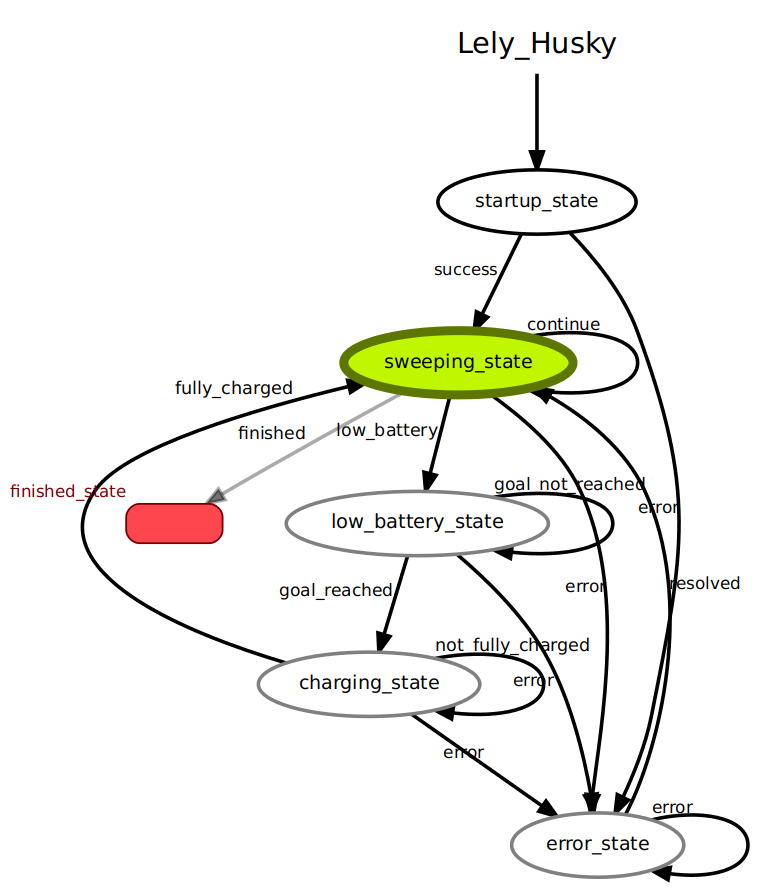 Lely_Husky
startup_state
success
continue
sweeping_state
fully_charged
finished
low_battery
goal_not_reached
finished_state
error
low_battery_state
error
resolved
goal_reached
not_fully_charged
charging_state
error
error
error
error_state